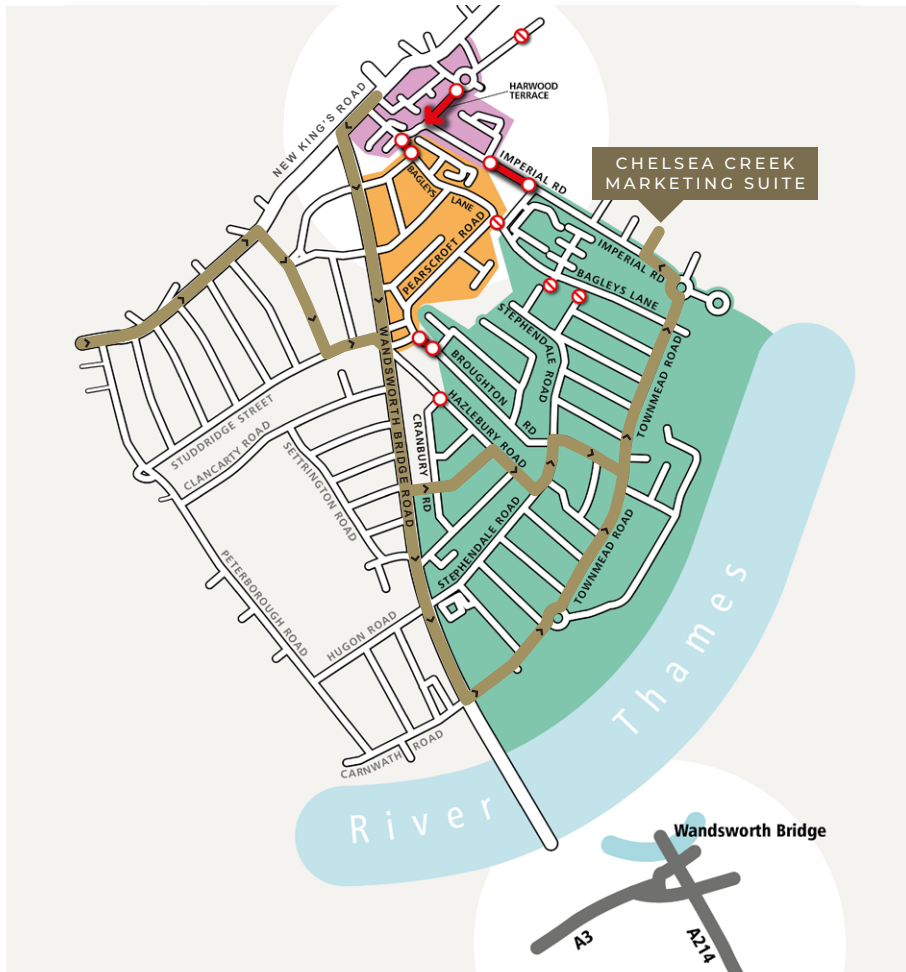 HARWOOD
TERRACE
NEW KING'S ROAD
IMPERIAL RD
CHELSEA CREEK
MARKETING SUITE
BAGLEYS
LANE
PEARSCROFT ROAD
IMPERIAL RD
BAGLEYS LANE
STEPHENDALE ROAD
TOWNMEAD ROAD
WANDSWORTH BRIDGE ROAD
BROUGHTON
RD
HAZLEBURY ROAD
CRANBURY
RD
STUDDRIDGE STREET
CLANCARTY ROAD
SETTRINGTON ROAD
STEPHENDALE ROAD
TOWNMEAD ROAD
PETERBOROUGH ROAD
HUGON ROAD
CARNWATH ROAD
River Thames
Wandsworth Bridge
A3
A214